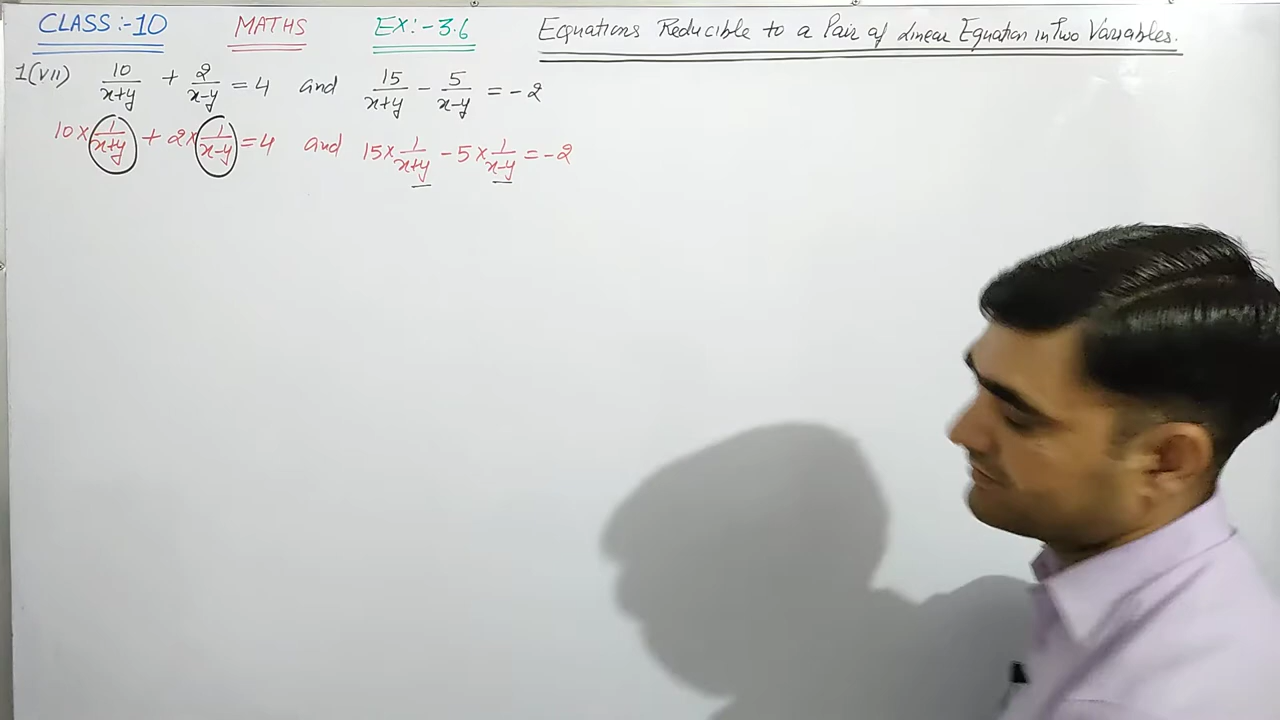 CLASS:-10 MATHS EX:-3.6 Equations Reducible to a Pair of Linear Equation in Two Variables.
1(VII) 10/x+y + 2/x-y = 4 and 15/x+y - 5/x-y = -2
10×1/x+y + 2×1/x-y = 4 and 15×1/x+y - 5×1/x-y = -2